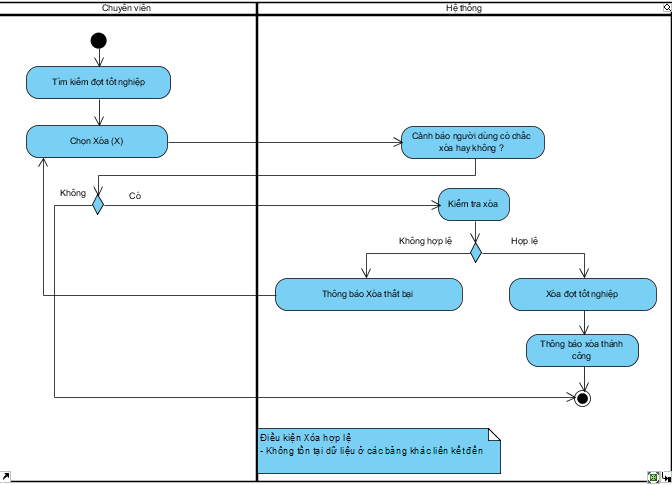 Chuyên viên
Hệ thống
Tìm kiếm đợt tốt nghiệp
Chọn Xóa (X)
Cảnh báo người dùng có chắc
xóa hay không ?
Không
Có
Kiểm tra xóa
Không hợp lệ
Hợp lệ
Thông báo Xóa thất bại
Xóa đợt tốt nghiệp
Thông báo xóa thành
công
Điều kiện Xóa hợp lệ
- Không tồn tại dữ liệu ở các bảng khác liên kết đến